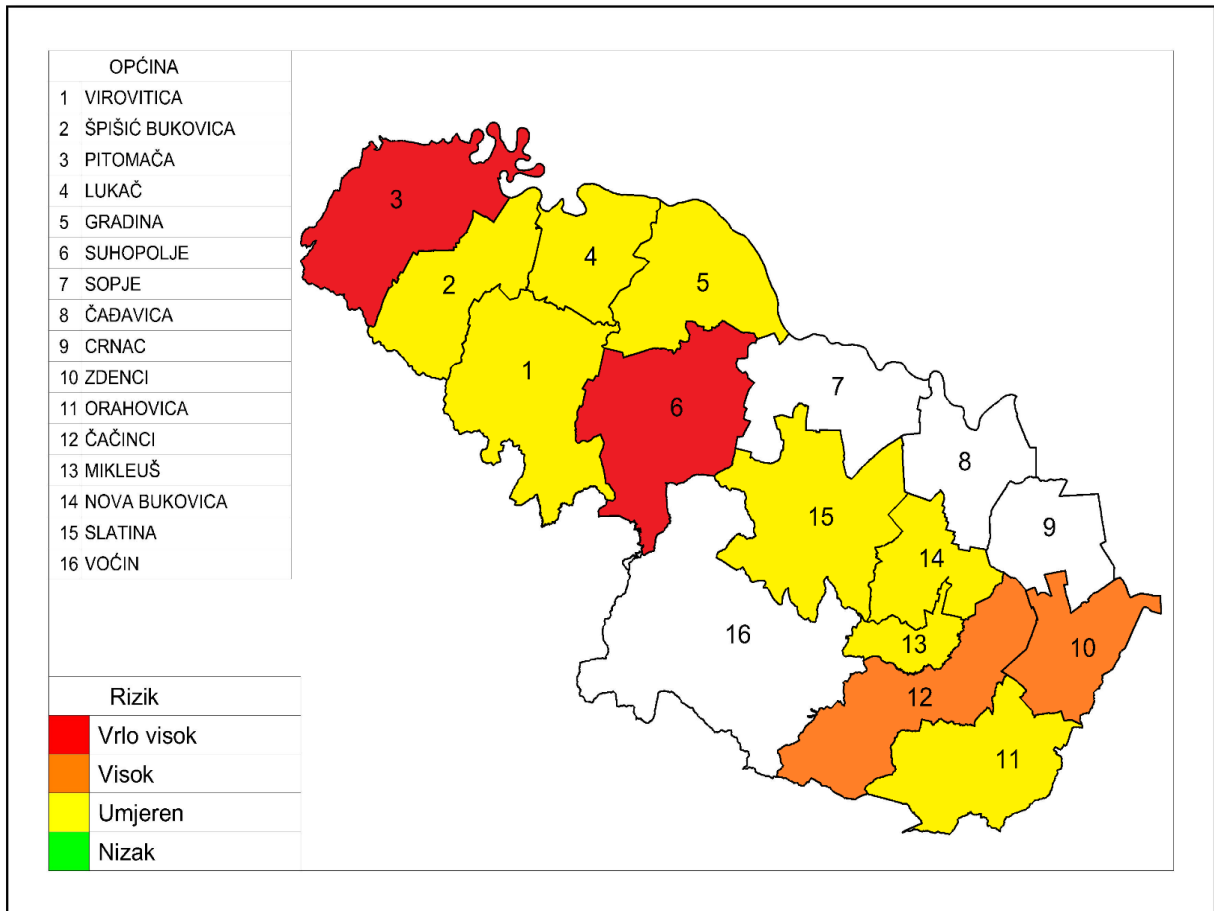 OPĆINA
1 VIROVITICA
2 ŠPIŠIĆ BUKOVICA
3 PITOMAČA
4 LUKAČ
5 GRADINA
6 SUHOPOLJE
7 SOPJE
8 ČAĐAVICA
9 CRNAC
10 ZDENCI
11 ORAHOVICA
12 ČAČINCI
13 MIKLEUŠ
14 NOVA BUKOVICA
15 SLATINA
16 VOĆIN
Rizik
Vrlo visok
Visok
Umjeren
Nizak
3
4
2
5
1
7
6
8
15
9
14
16
13
10
12
11